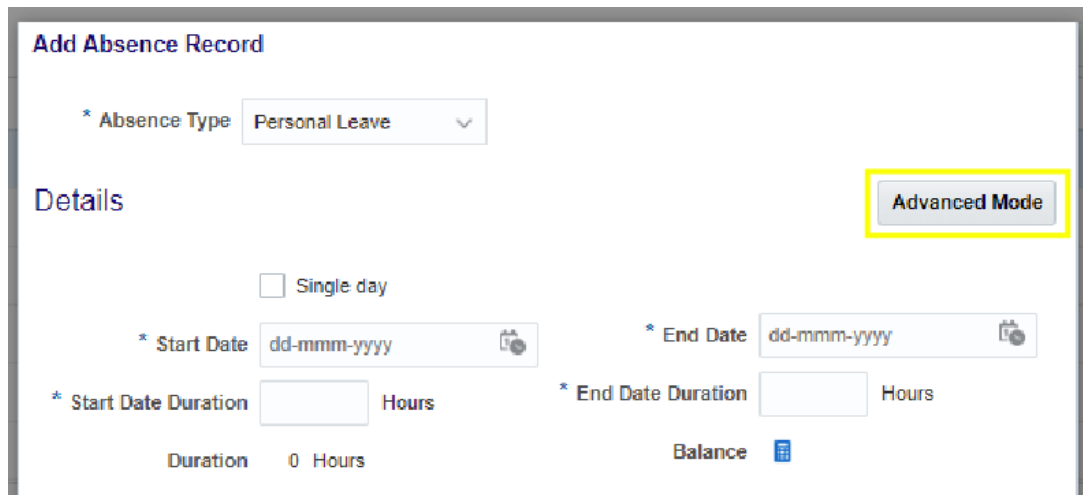 Add Absence Record
* Absence Type Personal Leave
Details Advanced Mode
Single day
* Start Date dd-mmm-yyyy * End Date dd-mmm-yyyy
* Start Date Duration Hours * End Date Duration Hours
Duration 0 Hours Balance